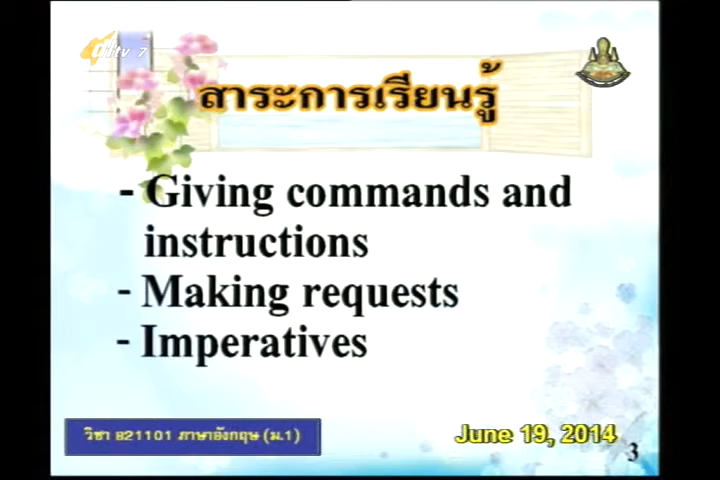 tv 7
สาระการเรียนรู้
- Giving commands and
instructions
- Making requests
- Imperatives
วิชา อ21101 ภาษาอังกฤษ (ม.1)
June 19, 2014
3